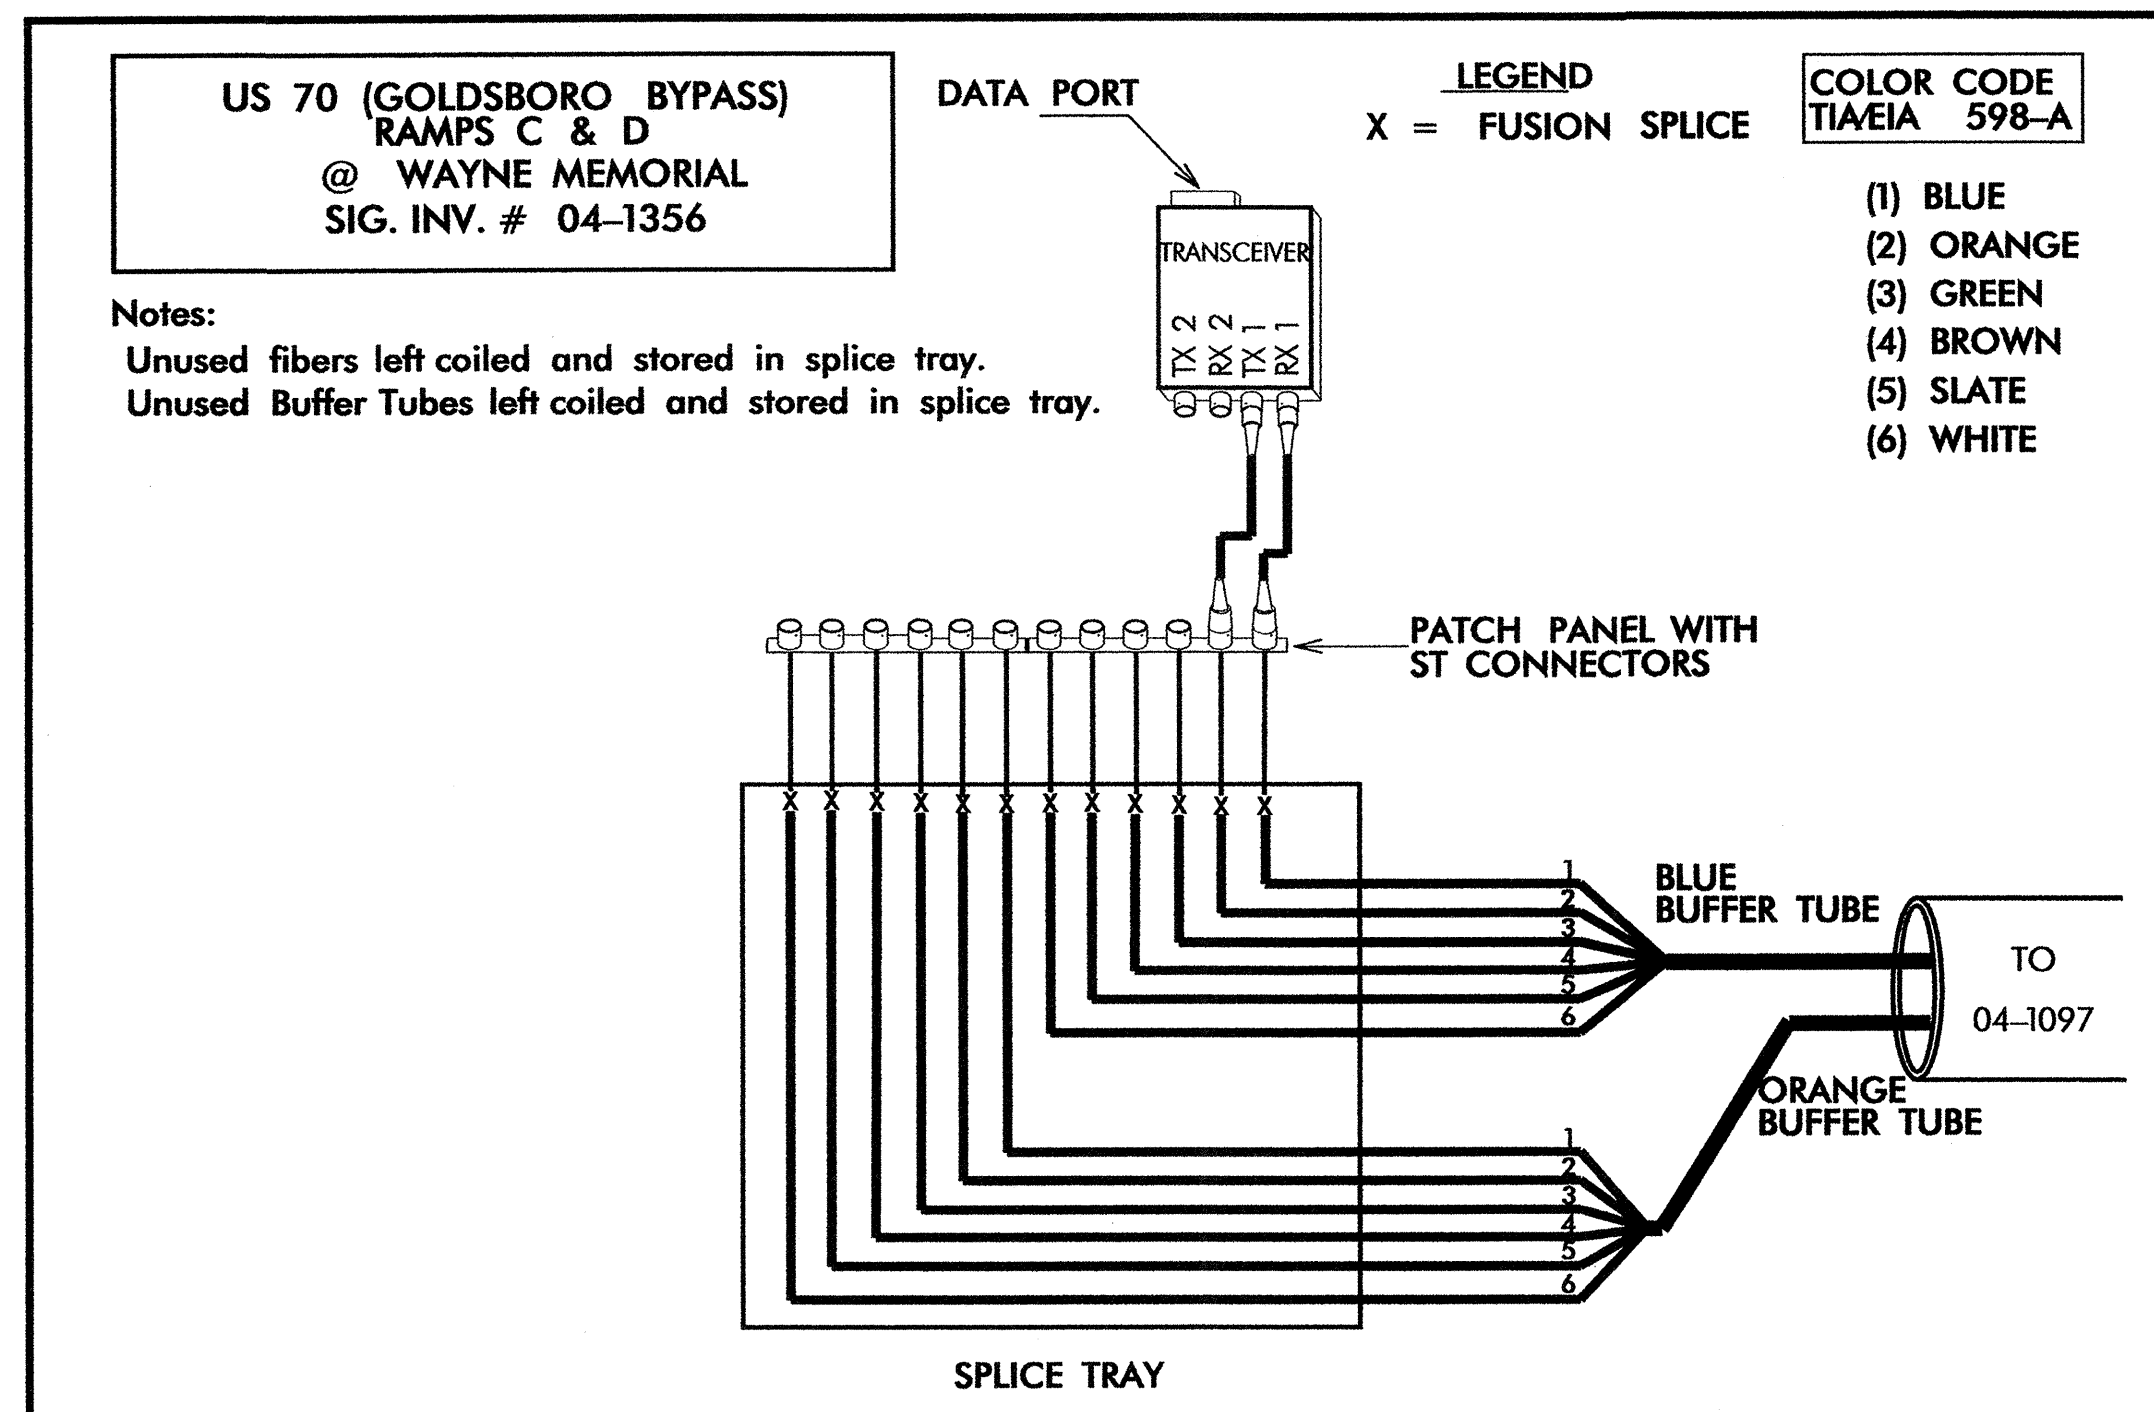 US 70 (GOLDSBORO BYPASS)
RAMPS C & D
@ WAYNE MEMORIAL
SIG. INV. # 04-1356
Notes:
Unused fibers left coiled and stored in splice tray.
Unused Buffer Tubes left coiled and stored in splice tray.
DATA PORT
LEGEND
X = FUSION SPLICE
COLOR CODE
TIA/EIA 598-A
(1) BLUE
(2) ORANGE
(3) GREEN
(4) BROWN
(5) SLATE
(6) WHITE
TRANSCEIVER
TX 2
RX 2
TX 1
RX 1
PATCH PANEL WITH
ST CONNECTORS
X X X X X X X X X X X X
1
2
3
4
5
6
BLUE
BUFFER TUBE
TO
04-1097
ORANGE
BUFFER TUBE
1
2
3
4
5
6
SPLICE TRAY